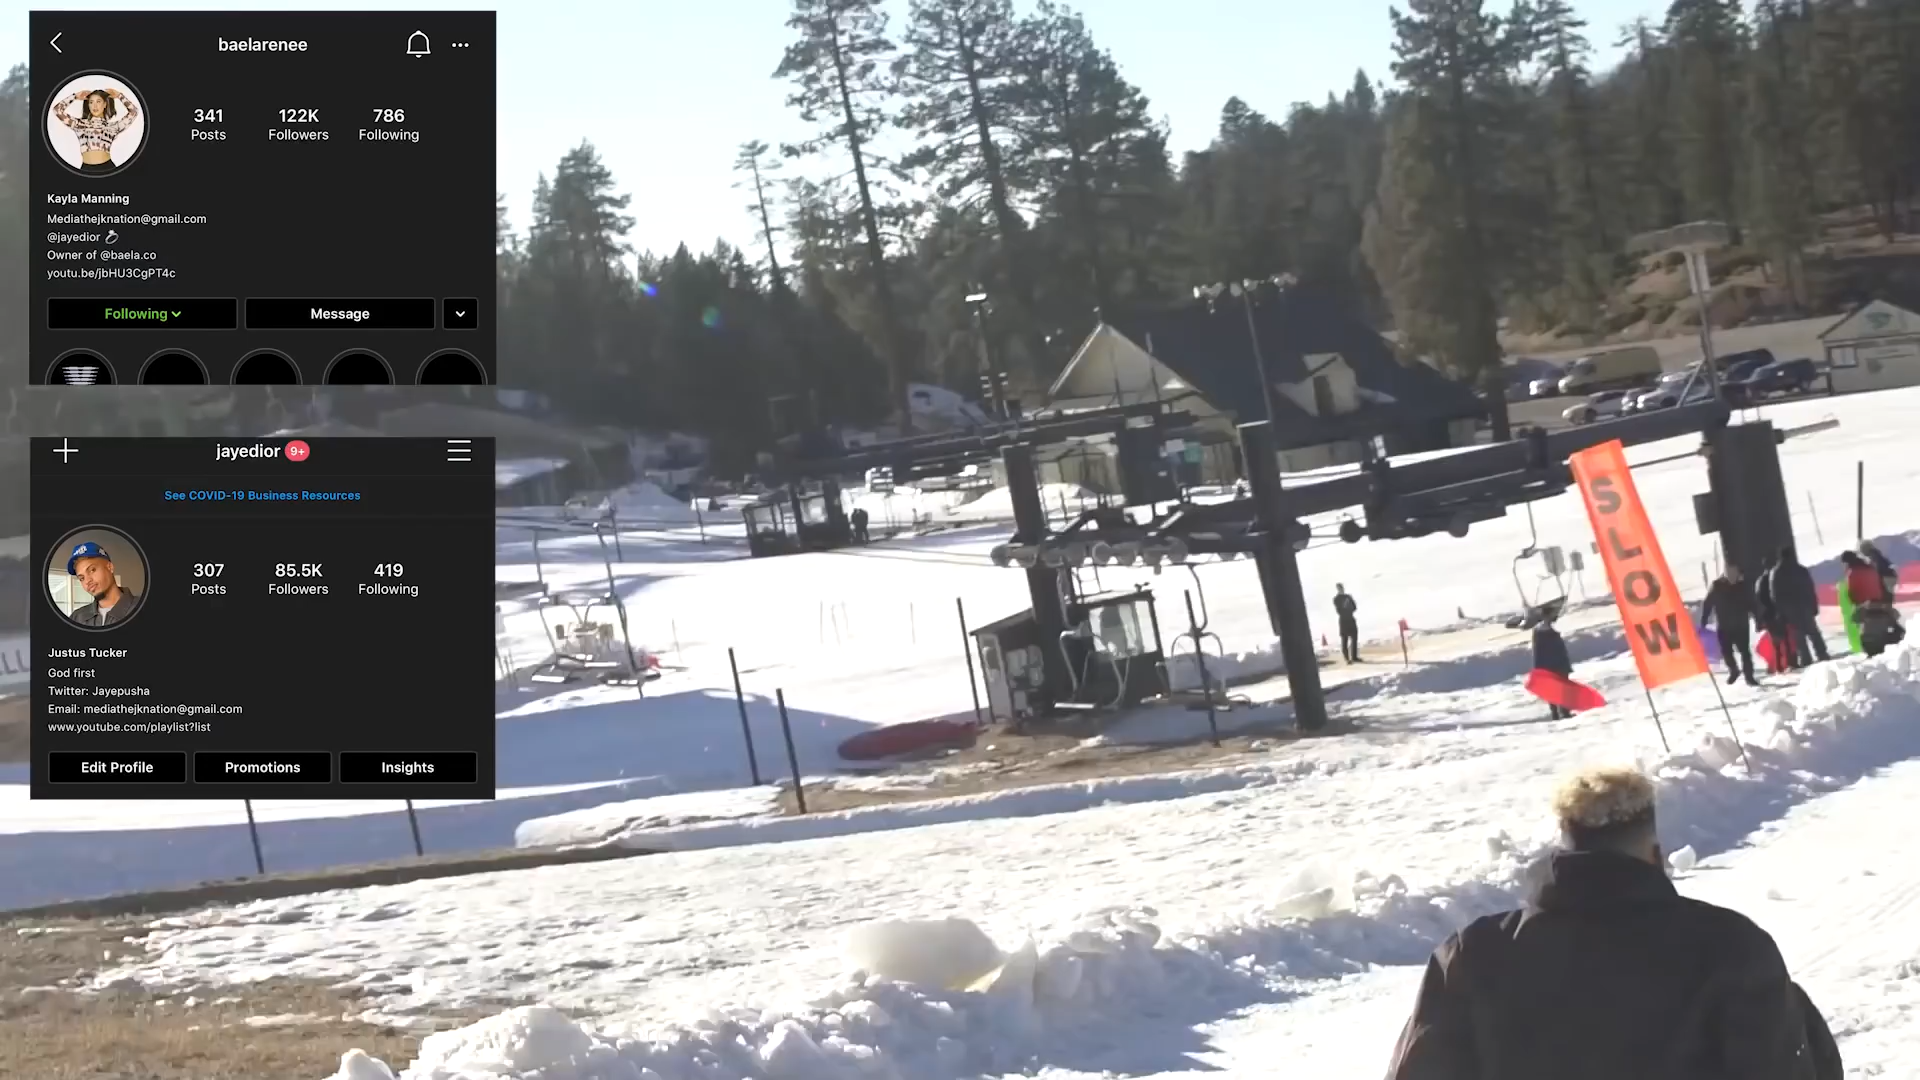 baelarenee
341 122K 786
Posts Followers Following
Kayla Manning
Mediathejknation@gmail.com
@jayedior
Owner of @baela.co
youtu.be/jbHU3CgPT4c
Following Message
jayedior 9+
See COVID-19 Business Resources
307 85.5K 419
Posts Followers Following
Justus Tucker
God first
Twitter: Jayepusha
Email: mediathejknation@gmail.com
www.youtube.com/playlist?list
Edit Profile Promotions Insights
SLOW